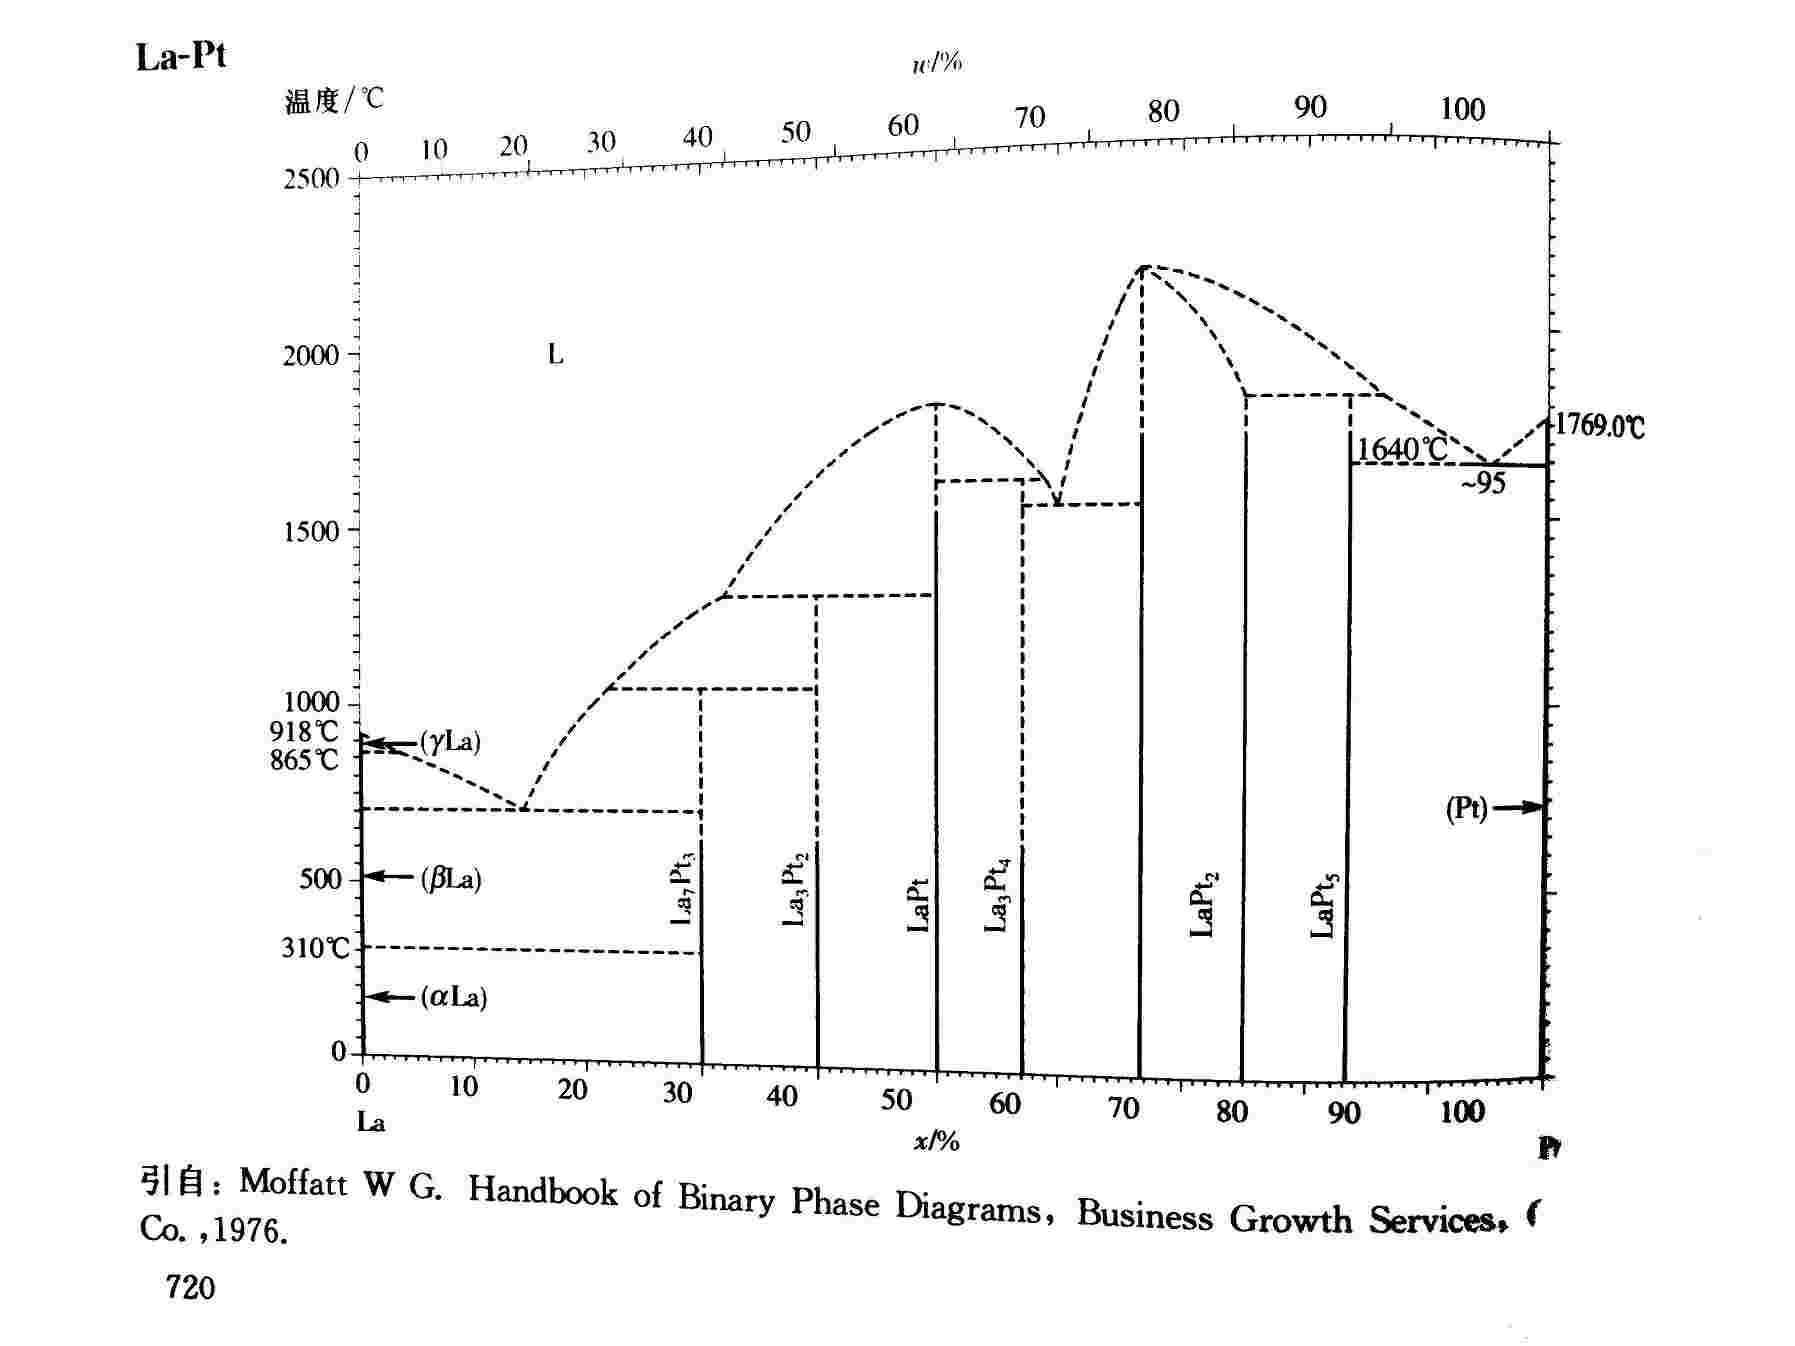 La-Pt
w/%
温度/℃
0 10 20 30 40 50 60 70 80 90 100
2500
2000
L
1500
1000
918℃
865℃
500
310℃
0
(γLa)
(βLa)
(αLa)
1769.0℃
1640℃
~95
(Pt)
La₇Pt₃
La₃Pt₂
LaPt
La₃Pt₄
LaPt₂
LaPt₅
0 10 20 30 40 50 60 70 80 90 100
La
x/%
引自: Moffatt W G. Handbook of Binary Phase Diagrams, Business Growth Services,
Co. ,1976.
720